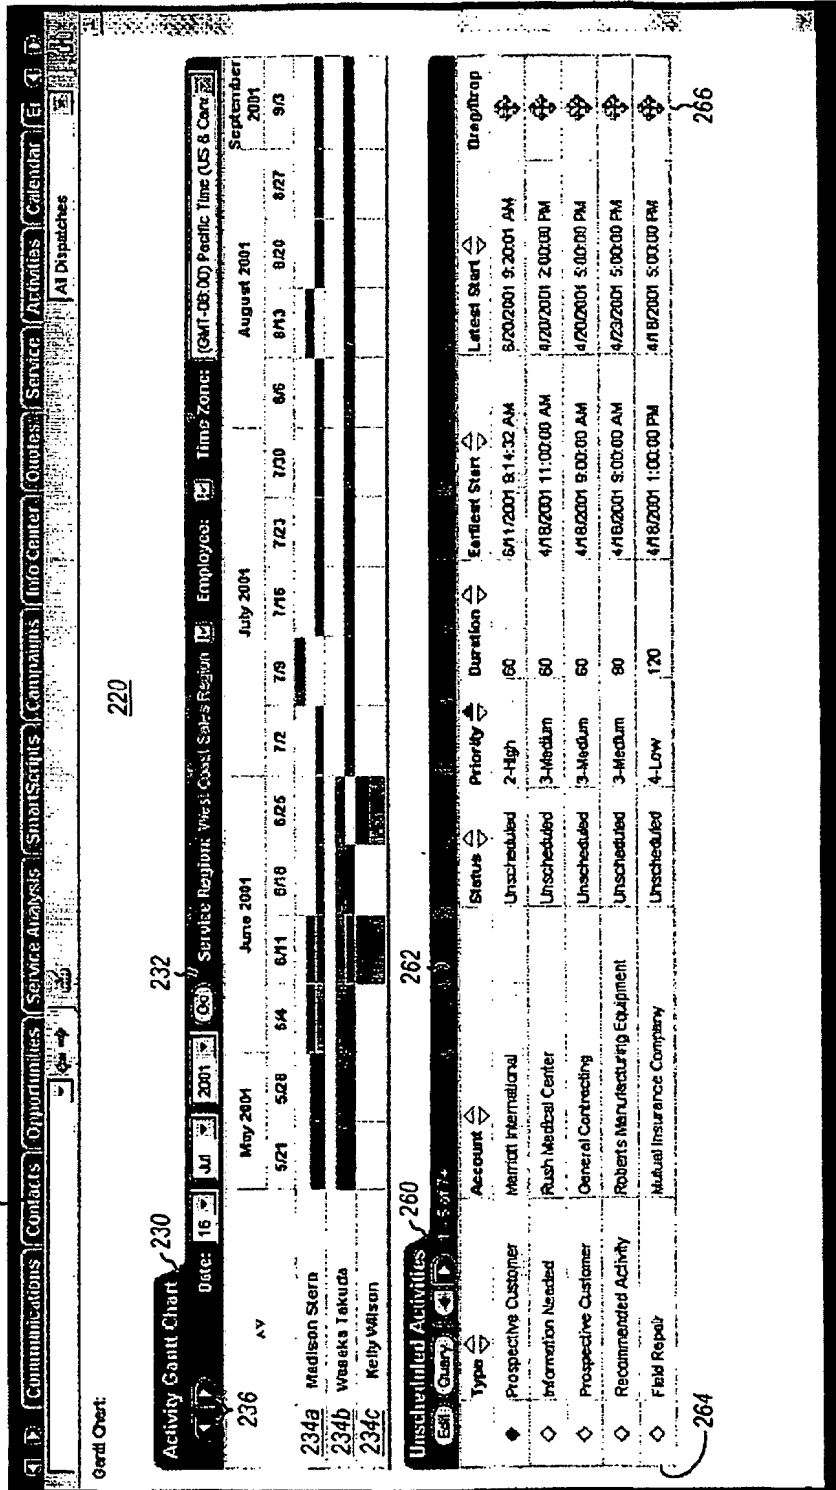 Communications Contacts Opportunities Service Analysis SmartScripts Campaigns Info Center Quotes Service Activities Calendar
All Dispatches
Gantt Chart:
220
Activity Gantt Chart
230
232
Date: 16 Jul 2001 Go Service Region: West Coast Sales Region Employee: Time Zone: (GMT-08:00) Pacific Time (US & Can
236
May 2001 June 2001 July 2001 August 2001 September 2001
5/21 5/28 6/4 6/11 6/18 6/25 7/2 7/9 7/16 7/23 7/30 8/6 8/13 8/20 8/27 9/3
234a Madison Stern
234b Wasaka Takuda
234c Kelly Wilson
Unscheduled Activities
260
262
Edit Query 1 - 5 of 7+
Type Account Status Priority Duration Earliest Start Latest Start Drag/Drop
Prospective Customer Marriott International Unscheduled 2-High 60 6/11/2001 9:14:32 AM 6/20/2001 9:20:01 AM
Information Needed Rush Medical Center Unscheduled 3-Medium 60 4/18/2001 11:00:00 AM 4/20/2001 2:00:00 PM
Prospective Customer General Contracting Unscheduled 3-Medium 60 4/18/2001 9:00:00 AM 4/20/2001 5:00:00 PM
Recommended Activity Roberts Manufacturing Equipment Unscheduled 3-Medium 4/18/2001 9:00:00 AM 4/23/2001 5:00:00 PM
Field Repair Mutual Insurance Company Unscheduled 4-Low 120 4/18/2001 1:00:00 PM 4/18/2001 5:00:00 PM
264
266